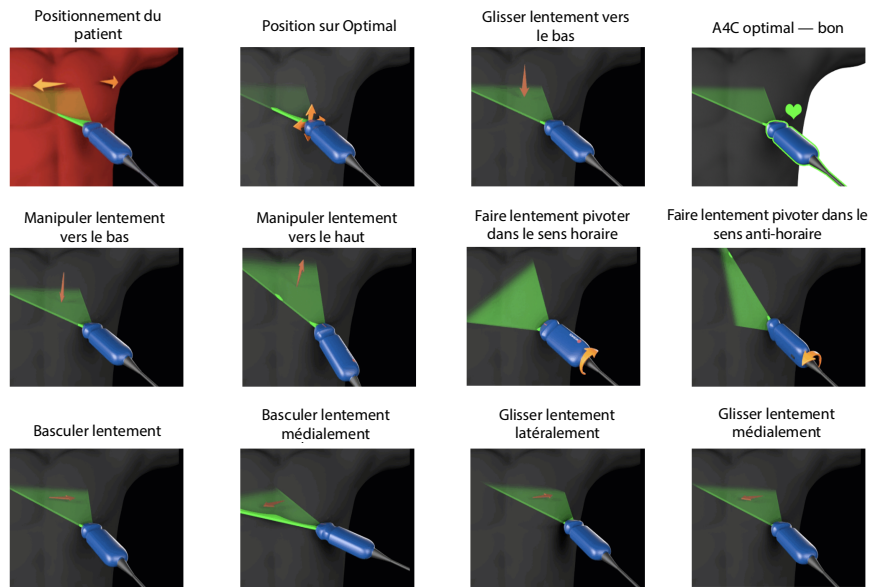 Positionnement du
patient
Position sur Optimal
Glisser lentement vers
le bas
A4C optimal — bon
Manipuler lentement
vers le bas
Manipuler lentement
vers le haut
Faire lentement pivoter
dans le sens horaire
Faire lentement pivoter dans le
sens anti-horaire
Basculer lentement
Basculer lentement
médialement
Glisser lentement
latéralement
Glisser lentement
médialement